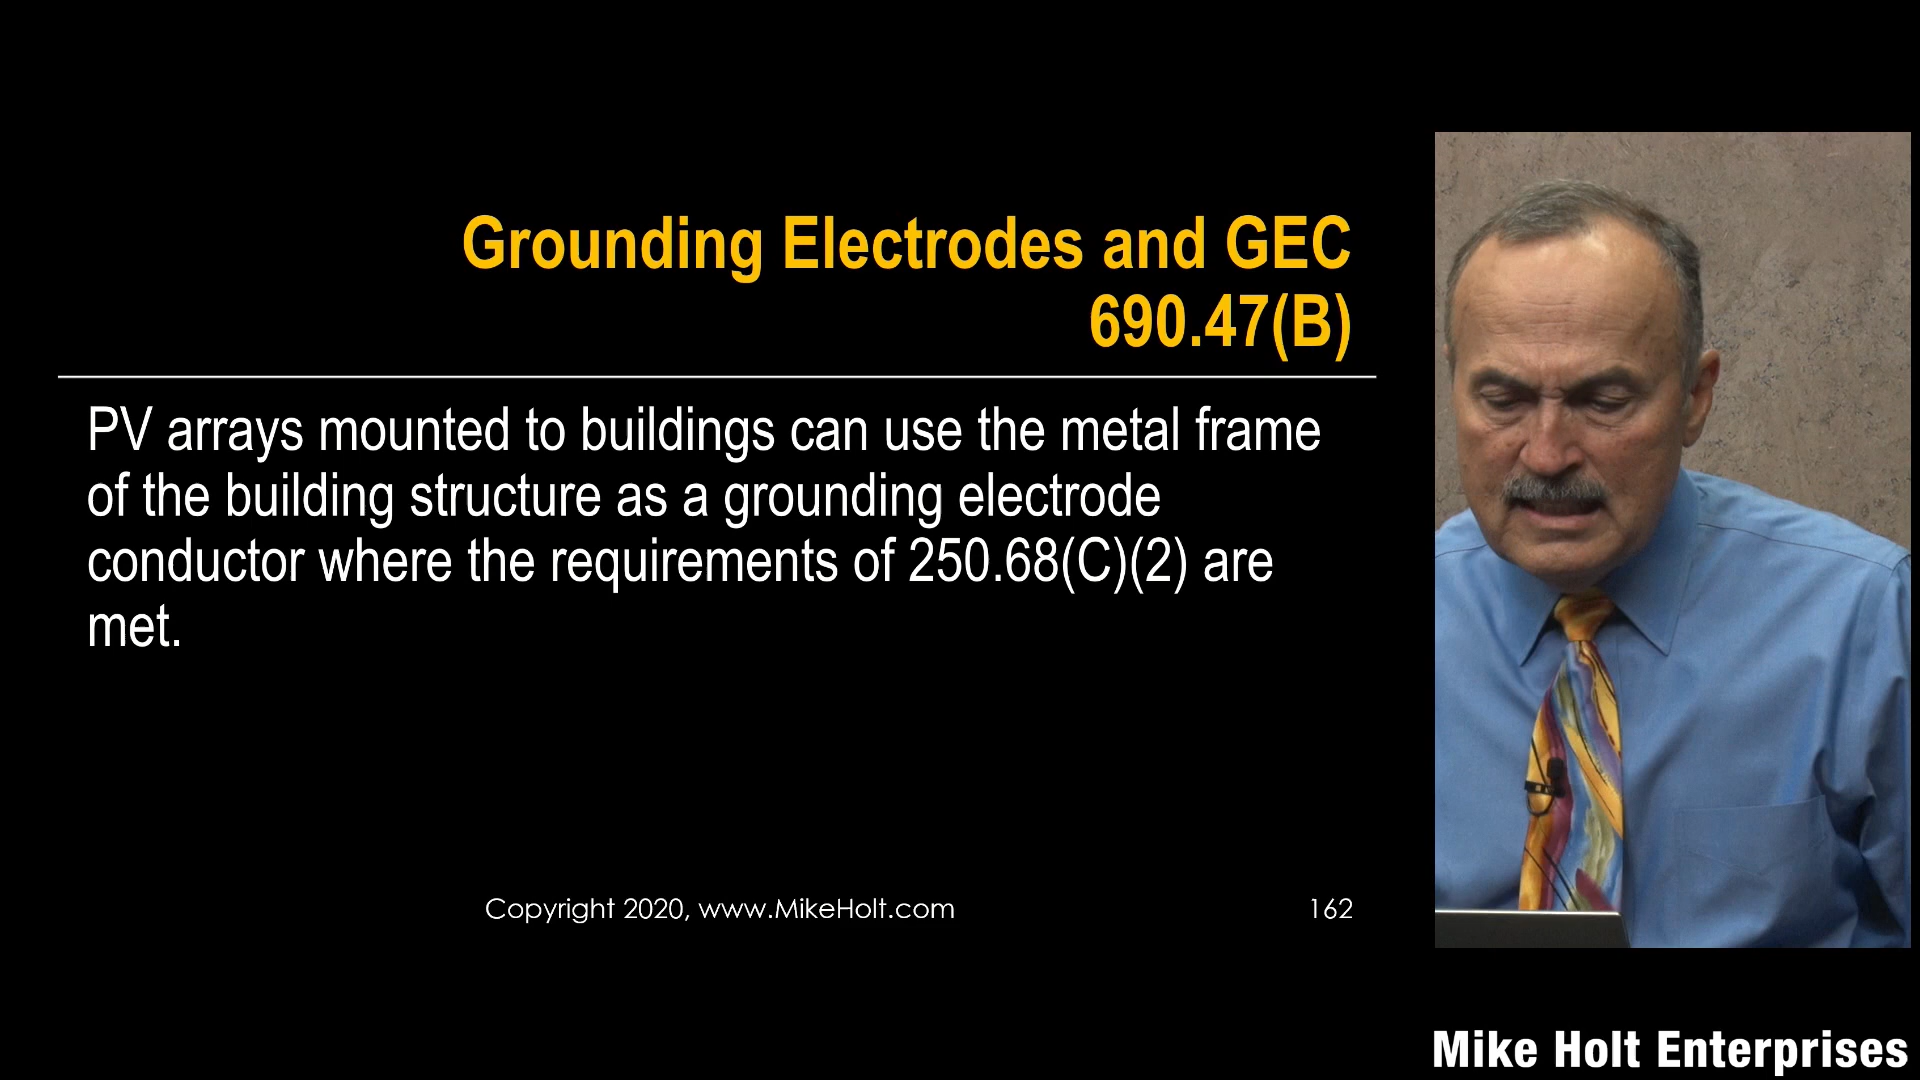 Grounding Electrodes and GEC
690.47(B)
PV arrays mounted to buildings can use the metal frame
of the building structure as a grounding electrode
conductor where the requirements of 250.68(C)(2) are
met.
Copyright 2020, www.MikeHolt.com
162
Mike Holt Enterprises